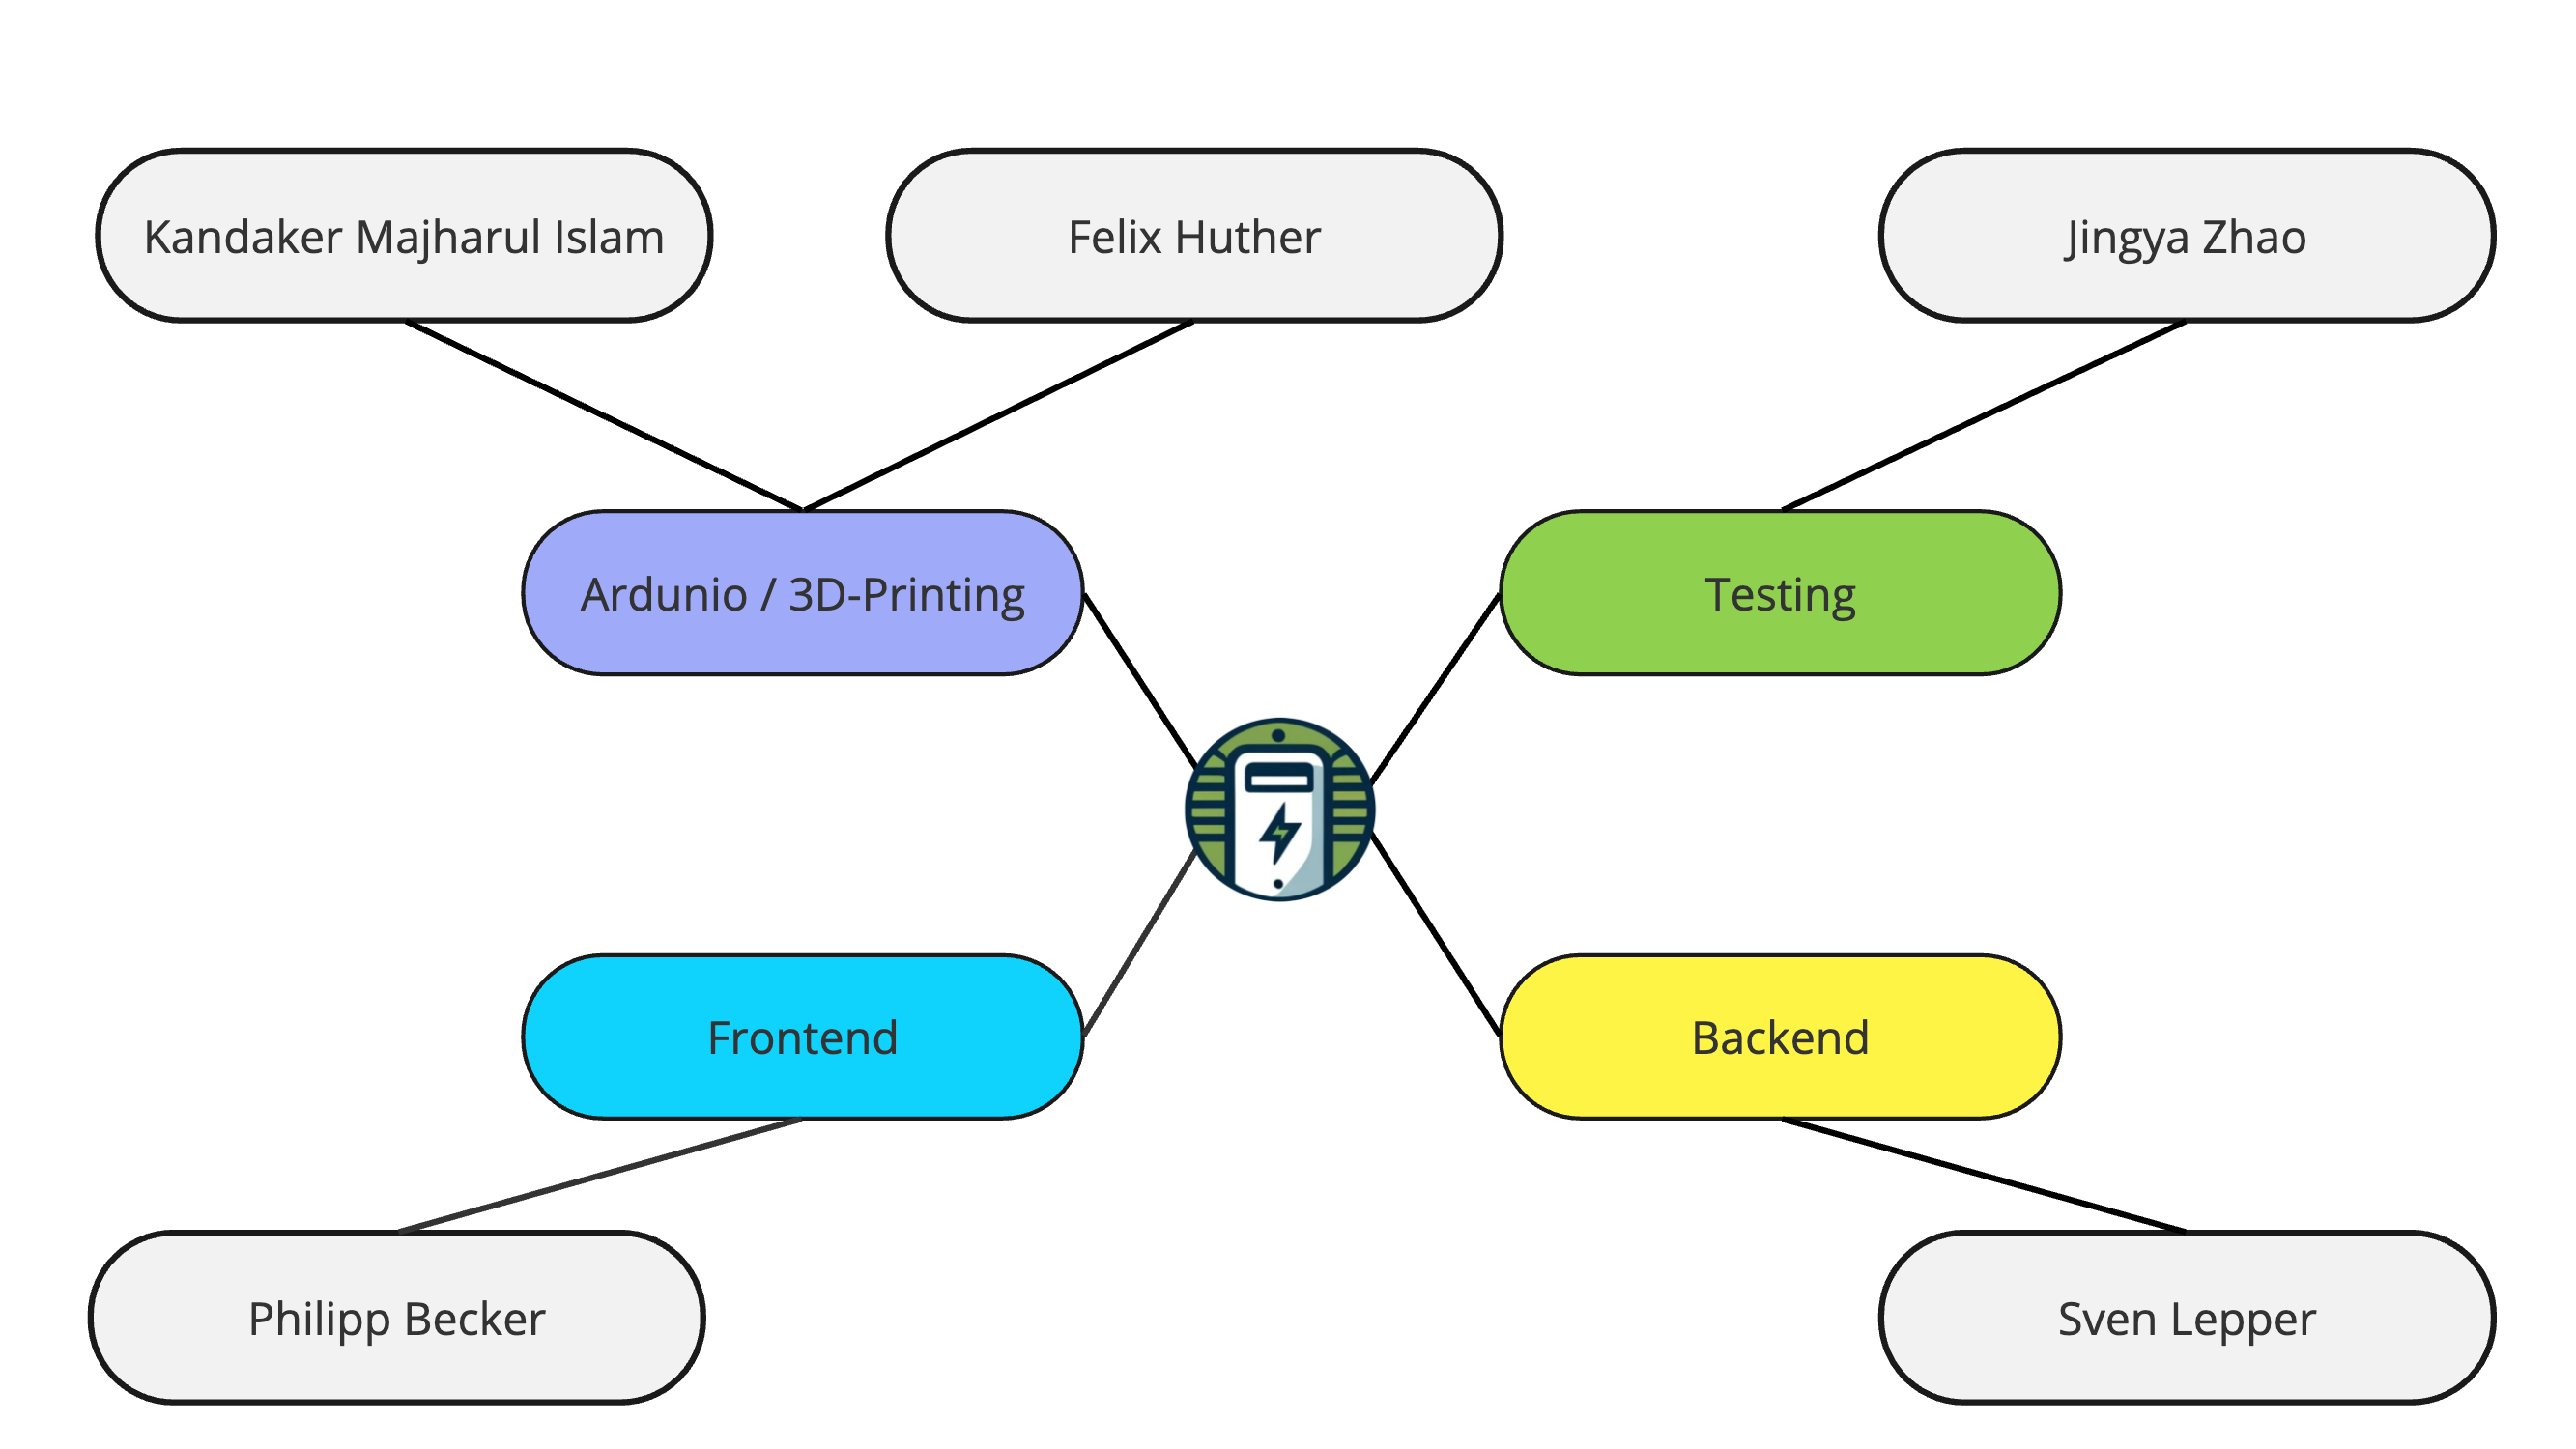 Kandaker Majharul Islam
Felix Huther
Jingya Zhao
Ardunio / 3D-Printing
Testing
Frontend
Backend
Philipp Becker
Sven Lepper